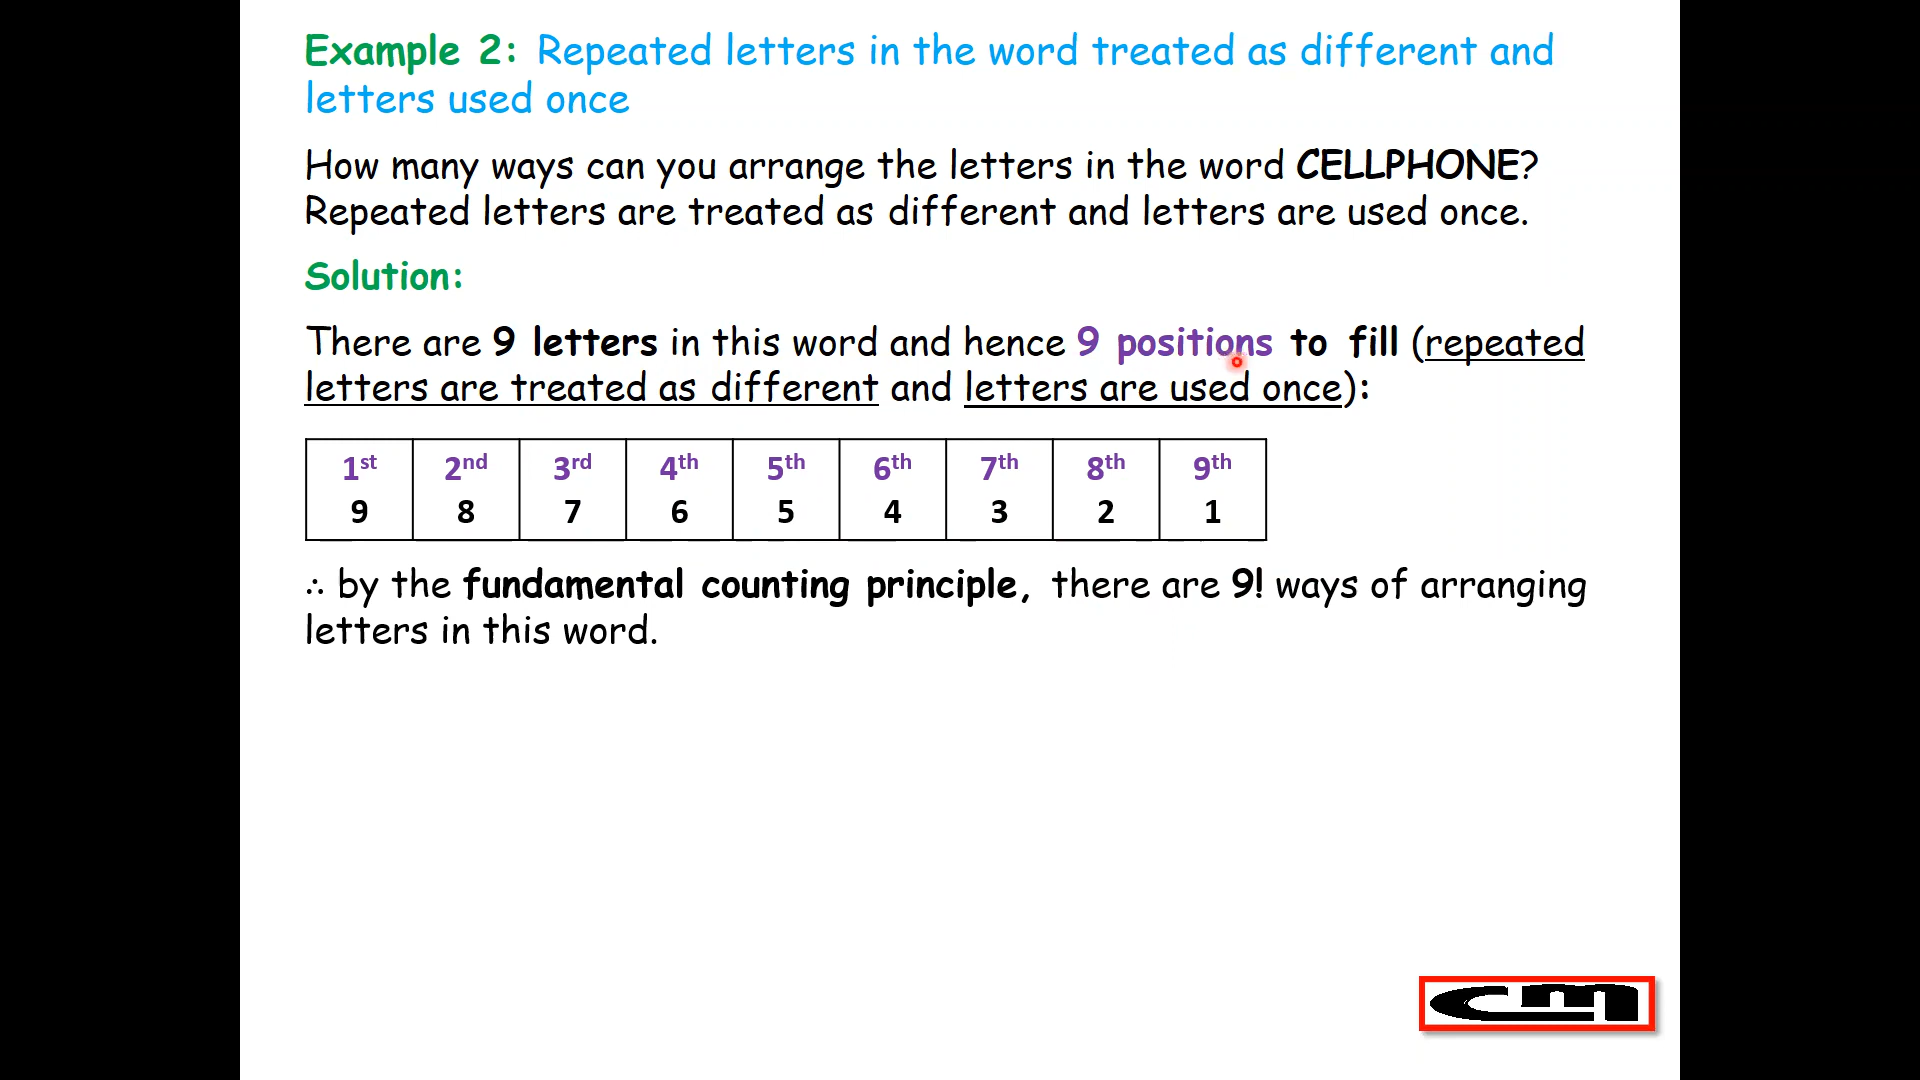 Example 2: Repeated letters in the word treated as different and
letters used once
How many ways can you arrange the letters in the word CELLPHONE?
Repeated letters are treated as different and letters are used once.
Solution:
There are 9 letters in this word and hence 9 positions to fill (repeated
letters are treated as different and letters are used once):
1st 2nd 3rd 4th 5th 6th 7th 8th 9th
9 8 7 6 5 4 3 2 1
∴ by the fundamental counting principle, there are 9! ways of arranging
letters in this word.
cm